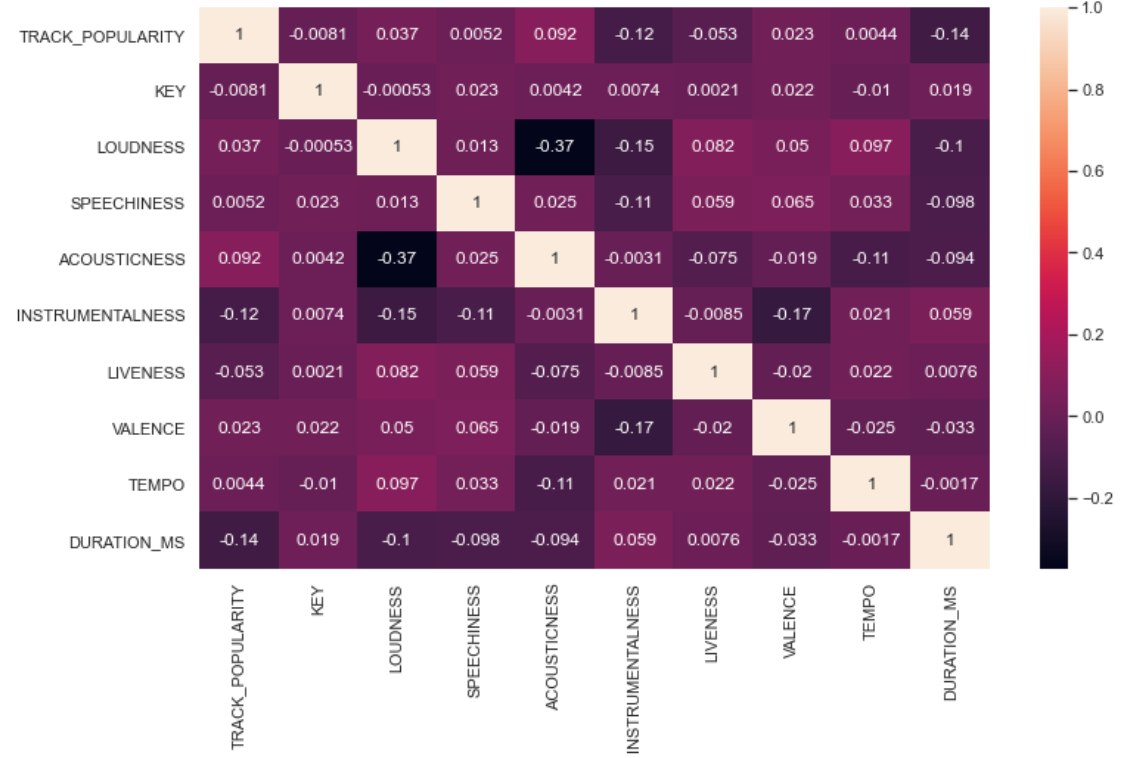 TRACK_POPULARITY 1 -0.0081 0.037 0.0052 0.092 -0.12 -0.053 0.023 0.0044 -0.14
KEY -0.0081 1 -0.00053 0.023 0.0042 0.0074 0.0021 0.022 -0.01 0.019
LOUDNESS 0.037 -0.00053 1 0.013 -0.37 -0.15 0.082 0.05 0.097 -0.1
SPEECHINESS 0.0052 0.023 0.013 1 0.025 -0.11 0.059 0.065 0.033 -0.098
ACOUSTICNESS 0.092 0.0042 -0.37 0.025 1 -0.0031 -0.075 -0.019 -0.11 -0.094
INSTRUMENTALNESS -0.12 0.0074 -0.15 -0.11 -0.0031 1 -0.0085 -0.17 0.021 0.059
LIVENESS -0.053 0.0021 0.082 0.059 -0.075 -0.0085 1 -0.02 0.022 0.0076
VALENCE 0.023 0.022 0.05 0.065 -0.019 -0.17 -0.02 1 -0.025 -0.033
TEMPO 0.0044 -0.01 0.097 0.033 -0.11 0.021 0.022 -0.025 1 -0.0017
DURATION_MS -0.14 0.019 -0.1 -0.098 -0.094 0.059 0.0076 -0.033 -0.0017 1
TRACK_POPULARITY
KEY
LOUDNESS
SPEECHINESS
ACOUSTICNESS
INSTRUMENTALNESS
LIVENESS
VALENCE
TEMPO
DURATION_MS
1.0
0.8
0.6
0.4
0.2
0.0
−0.2